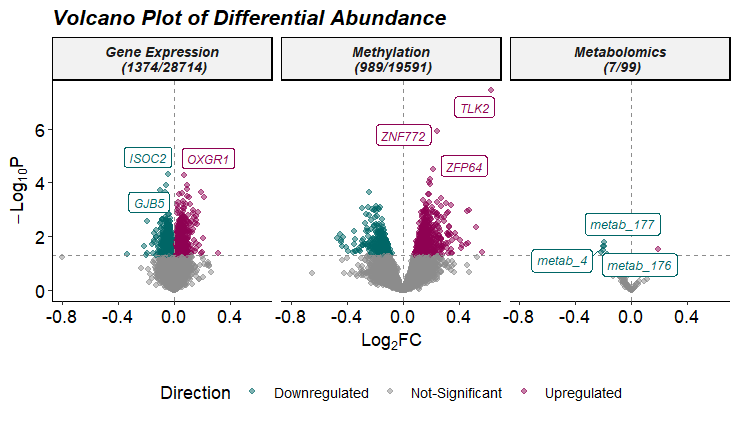 Volcano Plot of Differential Abundance
Gene Expression
(1374/28714)
Methylation
(989/19591)
Metabolomics
(7/99)
−Log10P
6
4
2
0
ISOC2
OXGR1
GJB5
TLK2
ZNF772
ZFP64
metab_177
metab_4
metab_176
-0.8 -0.4 0.0 0.4
-0.8 -0.4 0.0 0.4
-0.8 -0.4 0.0 0.4
Log2FC
Direction Downregulated Not-Significant Upregulated